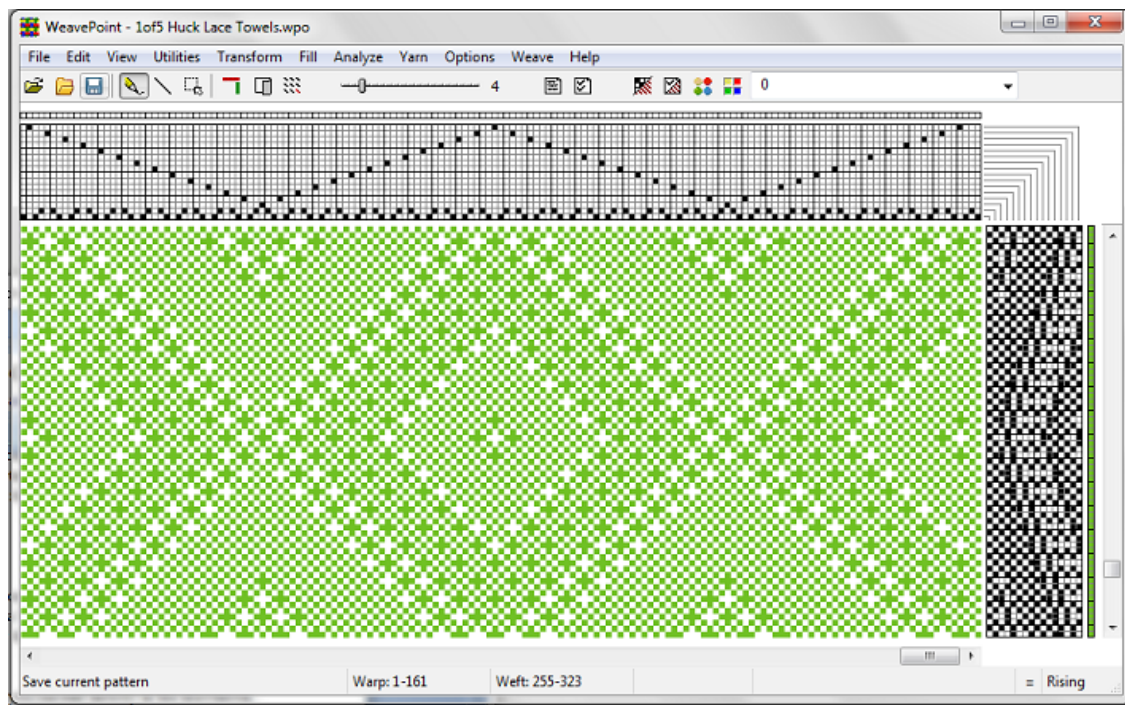 WeavePoint - 1of5 Huck Lace Towels.wpo
File Edit View Utilities Transform Fill Analyze Yarn Options Weave Help
4 0
Save current pattern Warp: 1-161 Weft: 255-323 = Rising